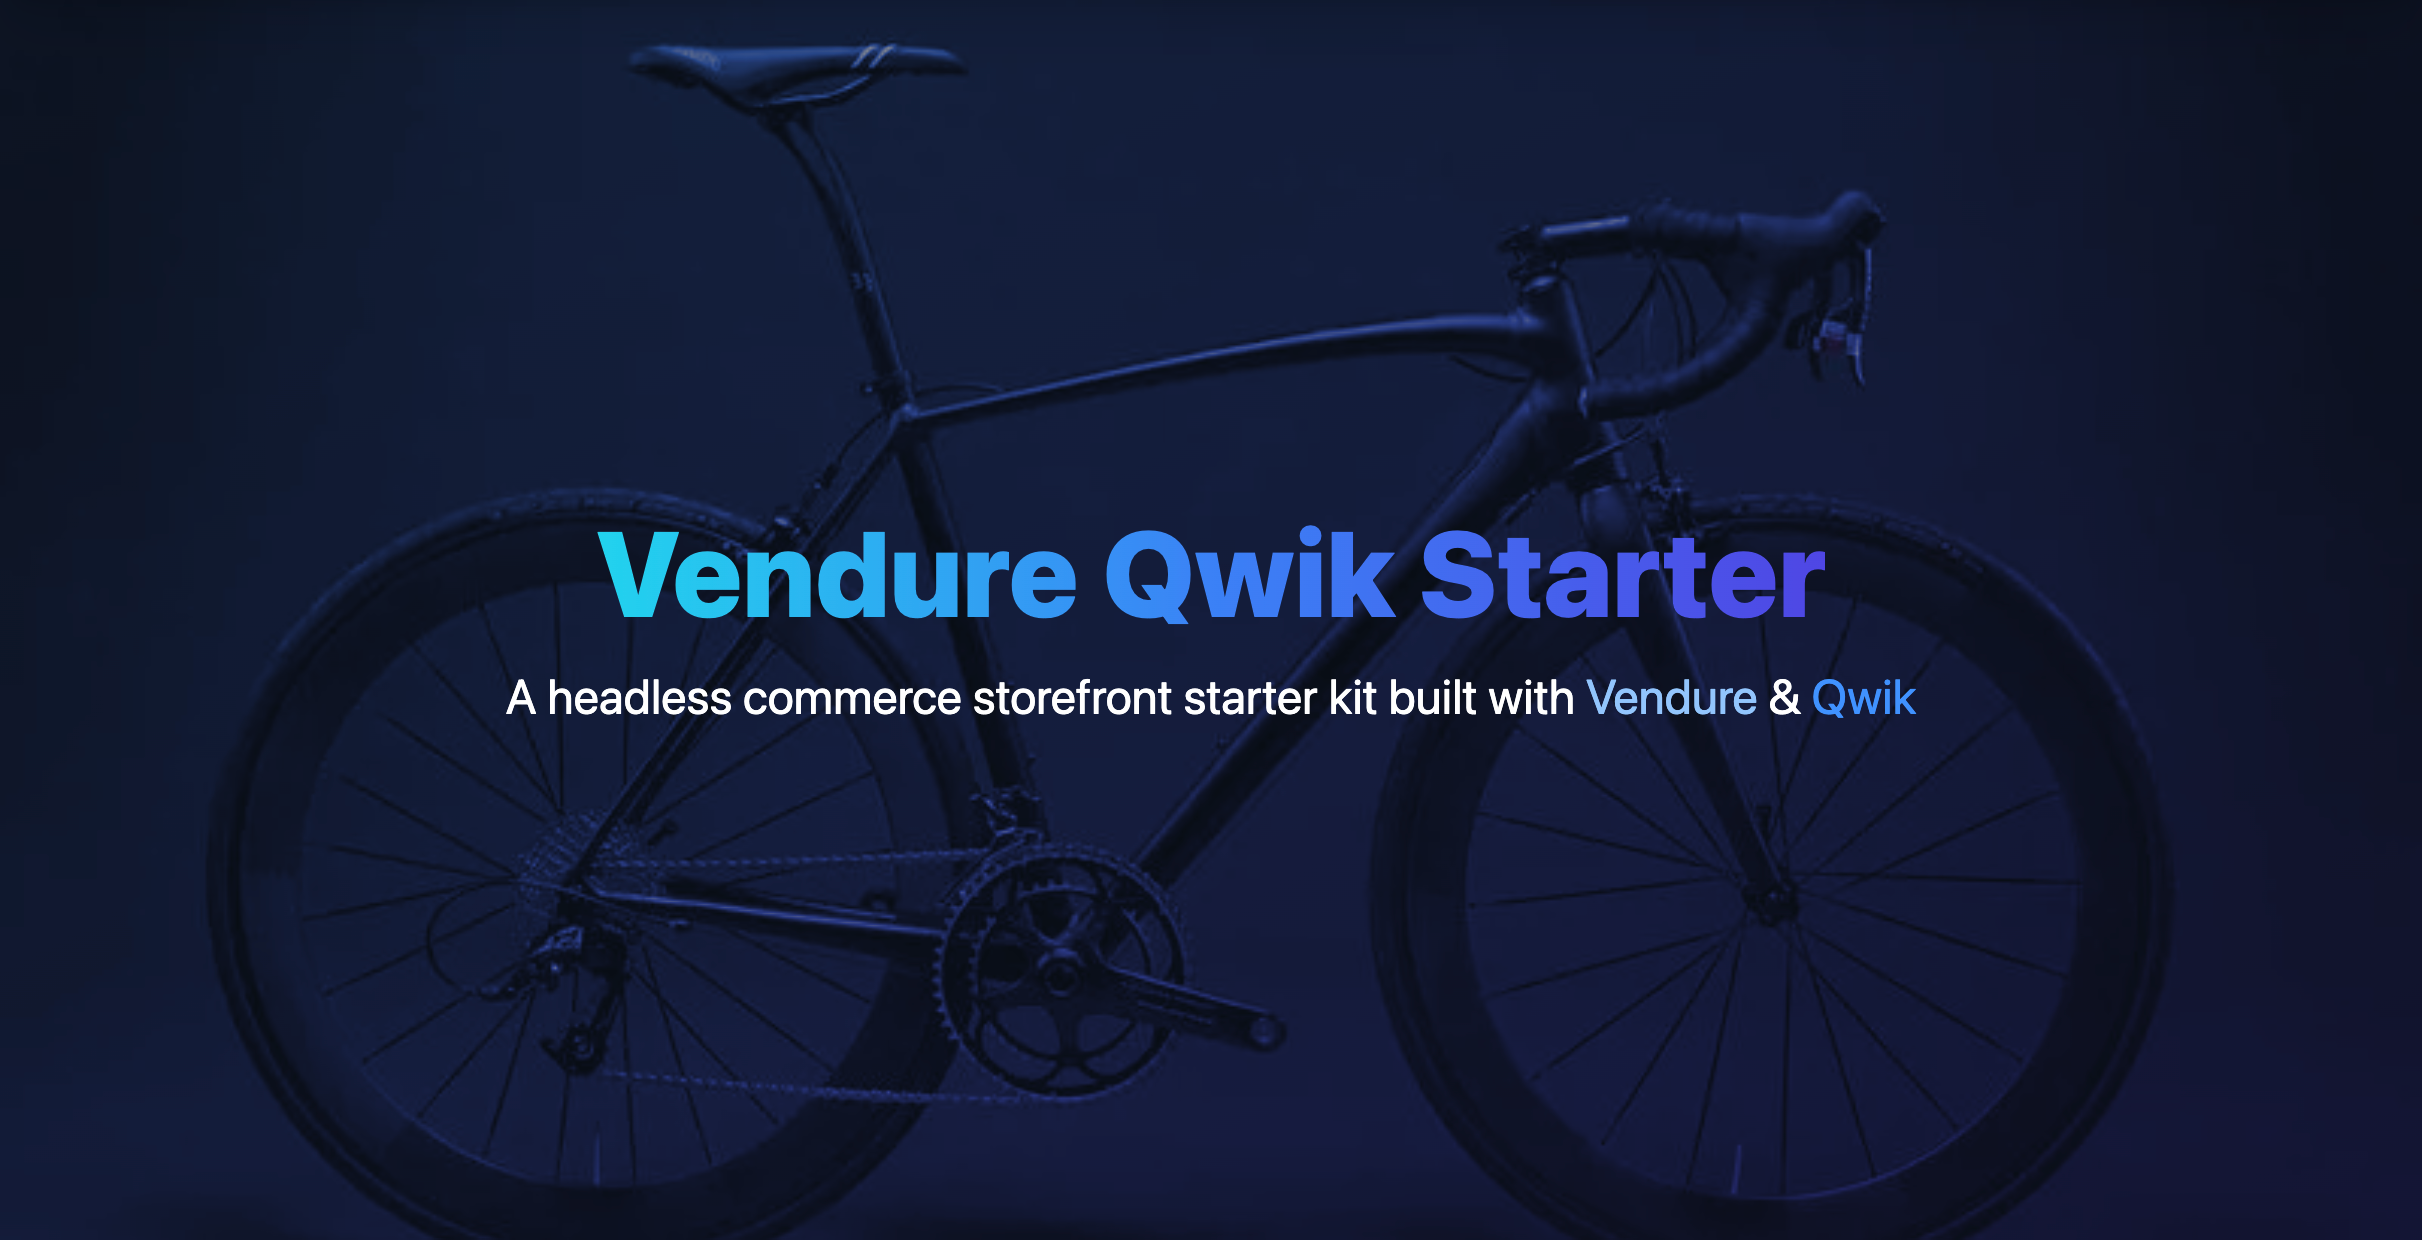 Vendure Qwik Starter
A headless commerce storefront starter kit built with Vendure & Qwik